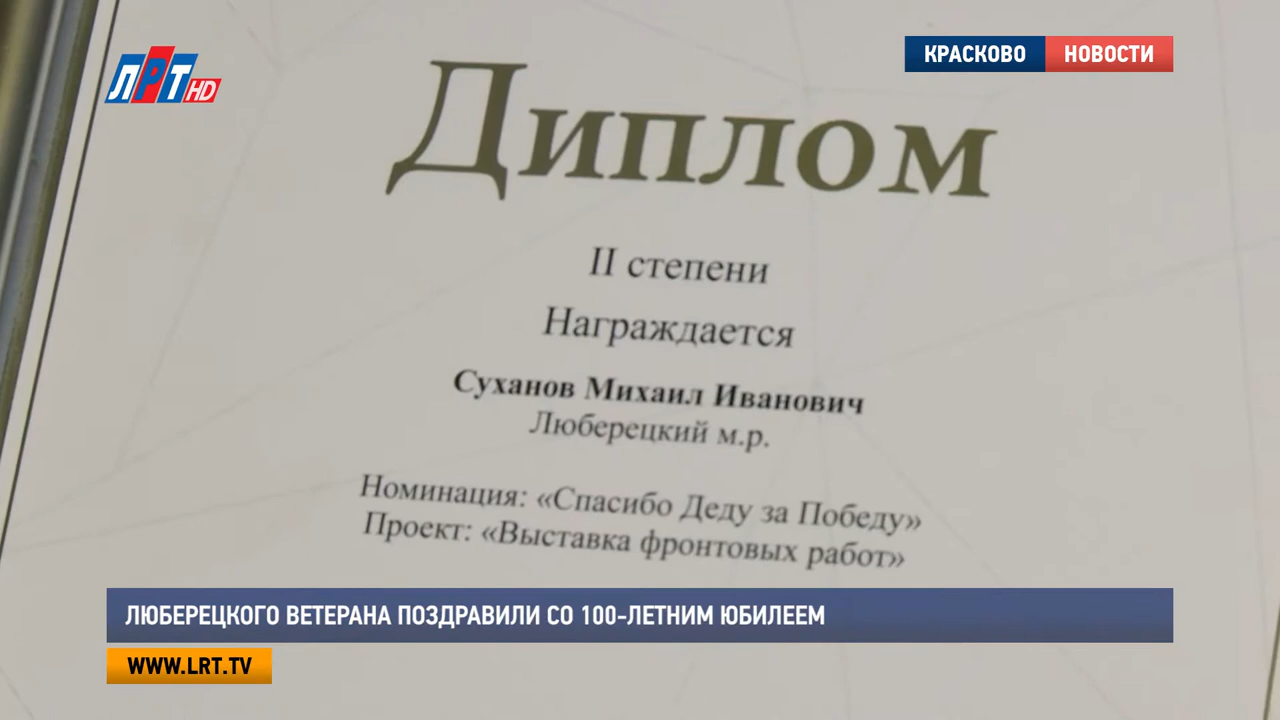 ЛРТ HD
КРАСКОВО НОВОСТИ
Диплом
II степени
Награждается
Суханов Михаил Иванович
Люберецкий м.р.
Номинация: «Спасибо Деду за Победу»
Проект: «Выставка фронтовых работ»
ЛЮБЕРЕЦКОГО ВЕТЕРАНА ПОЗДРАВИЛИ СО 100-ЛЕТНИМ ЮБИЛЕЕМ
WWW.LRT.TV